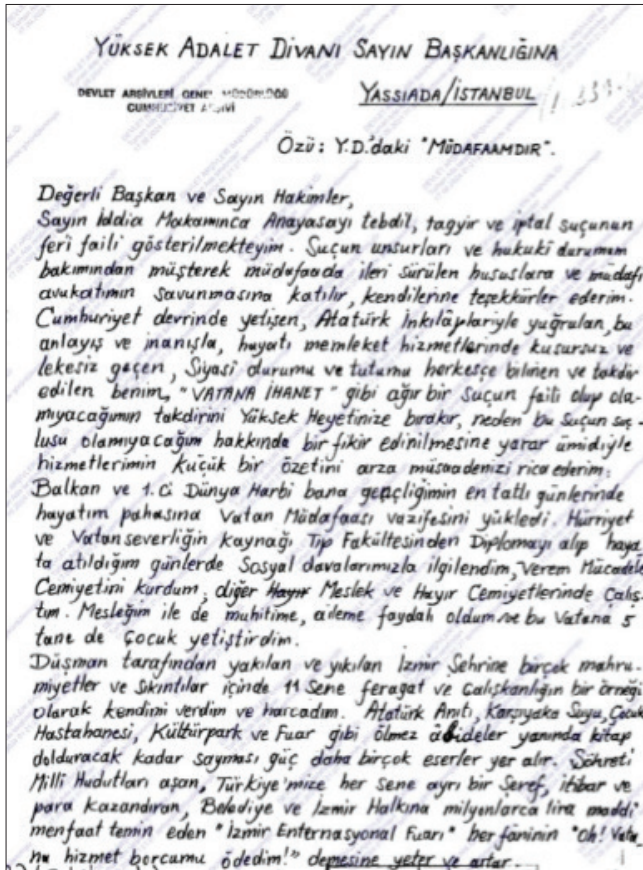 YÜKSEK ADALET DİVANI SAYIN BAŞKANLIĞINA
DEVLET ARŞİVLERİ GENEL MÜDÜRLÜĞÜ
CUMHURİYET ARŞİVİ
YASSIADA/İSTANBUL
Özü: Y.D.'daki "MÜDAFAAMDIR".
Değerli Başkan ve Sayın Hakimler,
Sayın İddia Makamınca Anayasayı tebdil, tağyir ve iptal suçunun
feri faili gösterilmekteyim. Suçun unsurları ve hukukî durumum
bakımından müşterek müdafaada ileri sürülen hususlara ve müdafi
avukatımın savunmasına katılır, kendilerine teşekkürler ederim.
Cumhuriyet devrinde yetişen, Atatürk İnkılâplariyle yuğrulan, bu
anlayış ve inanışla, hayatı memleket hizmetlerinde kusursuz ve
lekesiz geçen, Siyasî durumu ve tutumu herkesçe bilinen ve takdir
edilen benim, "VATANA İHANET" gibi ağır bir suçun faili olup ola-
mıyacağımın takdirini Yüksek Heyetinize bırakır, neden bu suçun suç-
lusu olamıyacağım hakkında bir fikir edinilmesine yarar ümidiyle
hizmetlerimin küçük bir özetini arza müsaadenizi rica ederim:
Balkan ve 1.Ci Dünya Harbi bana gençliğimin en tatlı günlerinde
hayatım pahasına Vatan Müdafaası vazifesini yükledi. Hürriyet
ve Vatanseverliğin kaynağı Tıp Fakültesinden Diplomayı alıp haya-
ta atıldığım günlerde Sosyal davalarımızla ilgilendim, Verem Mücadele
Cemiyetini kurdum, diğer Hayır Meslek ve Hayır Cemiyetlerinde Çalış-
tım. Mesleğim ile de muhitime, aileme faydalı oldum ve bu Vatana 5
tane de çocuk yetiştirdim.
Düşman tarafından yakılan ve yıkılan İzmir Şehrine birçok mahru-
miyetler ve sıkıntılar içinde 11 Sene feragat ve çalışkanlığın bir örneği
olarak kendimi verdim ve harcadım. Atatürk Anıtı, Karşıyaka Suyu, Çocuk
Hastahanesi, Kültürpark ve Fuar gibi ölmez abideler yanında kitap
dolduracak kadar sayması güç daha birçok eserler yer alır. Şöhreti
Milli Hudutları aşan, Türkiye'mize her sene ayrı bir Şeref, itibar ve
para kazandıran, Belediye ve İzmir Halkına milyonlarca lira maddi
menfaat temin eden "İzmir Enternasyonal Fuarı" her fâninin "Oh! Vata-
na hizmet borcumu ödedim!" demesine yeter ve artar.